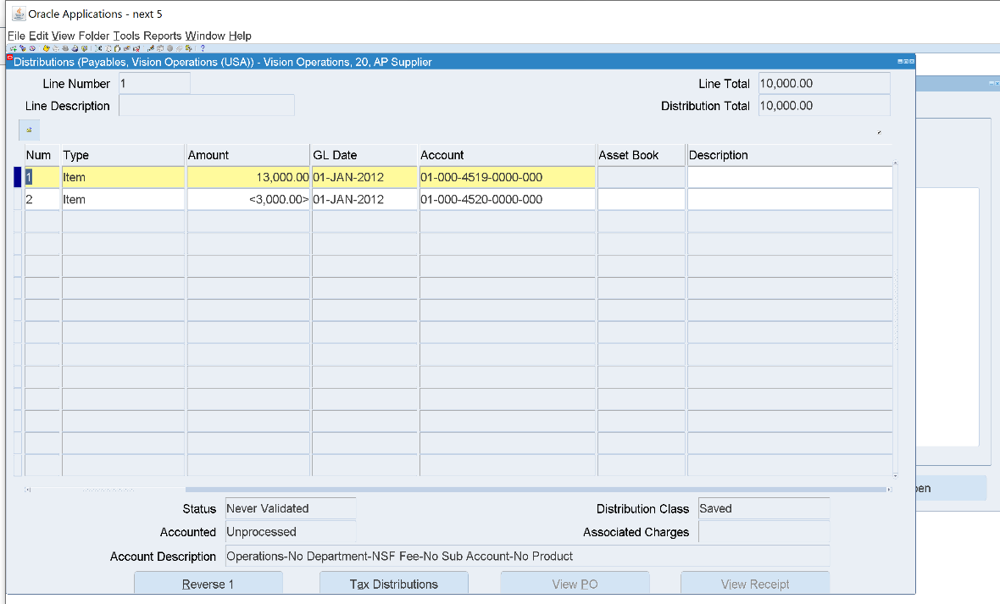 Oracle Applications - next 5
File Edit View Folder Tools Reports Window Help
Distributions (Payables, Vision Operations (USA)) - Vision Operations, 20, AP Supplier
Line Number 1 Line Total 10,000.00
Line Description Distribution Total 10,000.00
Num Type Amount GL Date Account Asset Book Description
1 Item 13,000.00 01-JAN-2012 01-000-4519-0000-000
2 Item <3,000.00> 01-JAN-2012 01-000-4520-0000-000
pen
Status Never Validated Distribution Class Saved
Accounted Unprocessed Associated Charges
Account Description Operations-No Department-NSF Fee-No Sub Account-No Product
Reverse 1 Tax Distributions View PO View Receipt